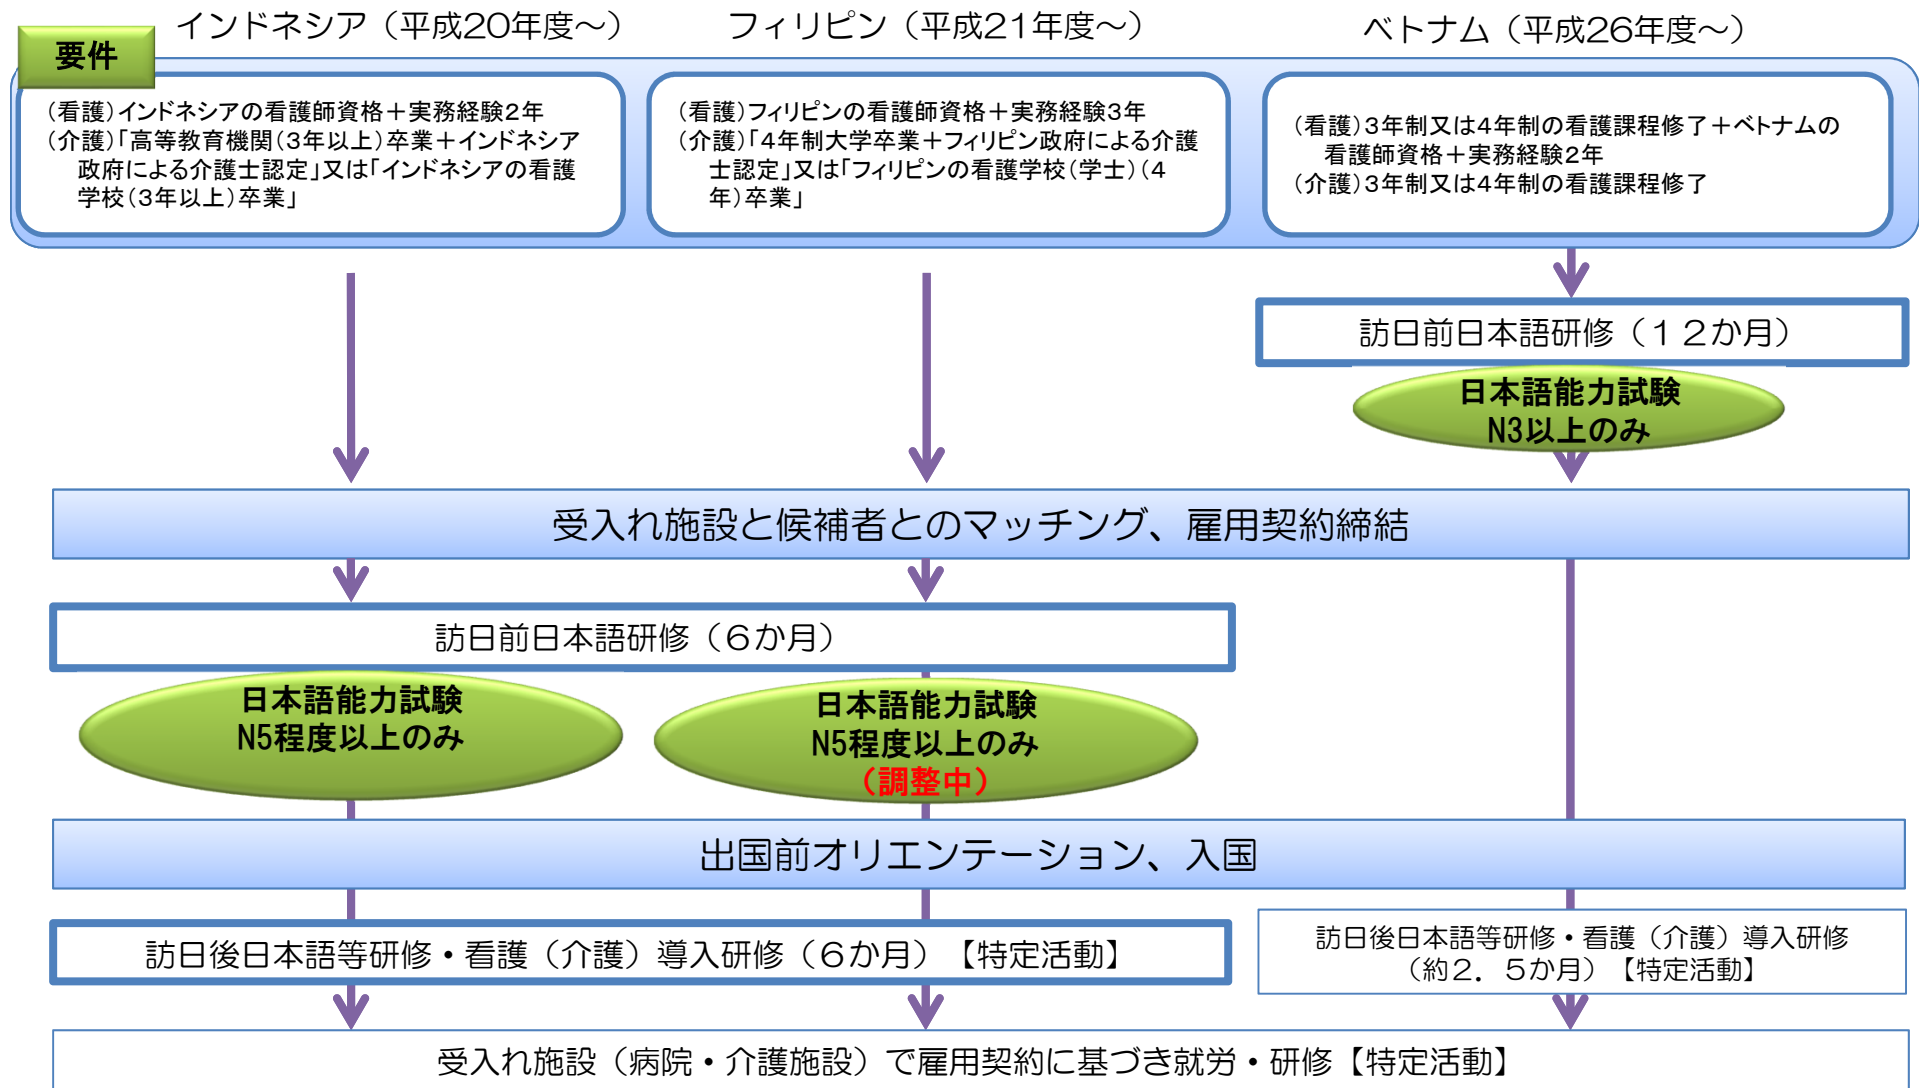 インドネシア（平成20年度～）
フィリピン（平成21年度～）
ベトナム（平成26年度～）
要件
（看護）インドネシアの看護師資格＋実務経験2年
（介護）「高等教育機関（3年以上）卒業＋インドネシア
政府による介護士認定」又は「インドネシアの看護
学校（3年以上）卒業」
（看護）フィリピンの看護師資格＋実務経験3年
（介護）「4年制大学卒業＋フィリピン政府による介護
士認定」又は「フィリピンの看護学校（学士）（4
年）卒業」
（看護）3年制又は4年制の看護課程修了＋ベトナムの
看護師資格＋実務経験2年
（介護）3年制又は4年制の看護課程修了
訪日前日本語研修（１２か月）
日本語能力試験
N3以上のみ
受入れ施設と候補者とのマッチング、雇用契約締結
訪日前日本語研修（６か月）
日本語能力試験
N5程度以上のみ
日本語能力試験
N5程度以上のみ
（調整中）
出国前オリエンテーション、入国
訪日後日本語等研修・看護（介護）導入研修（６か月）【特定活動】
訪日後日本語等研修・看護（介護）導入研修
（約２．５か月）【特定活動】
受入れ施設（病院・介護施設）で雇用契約に基づき就労・研修【特定活動】